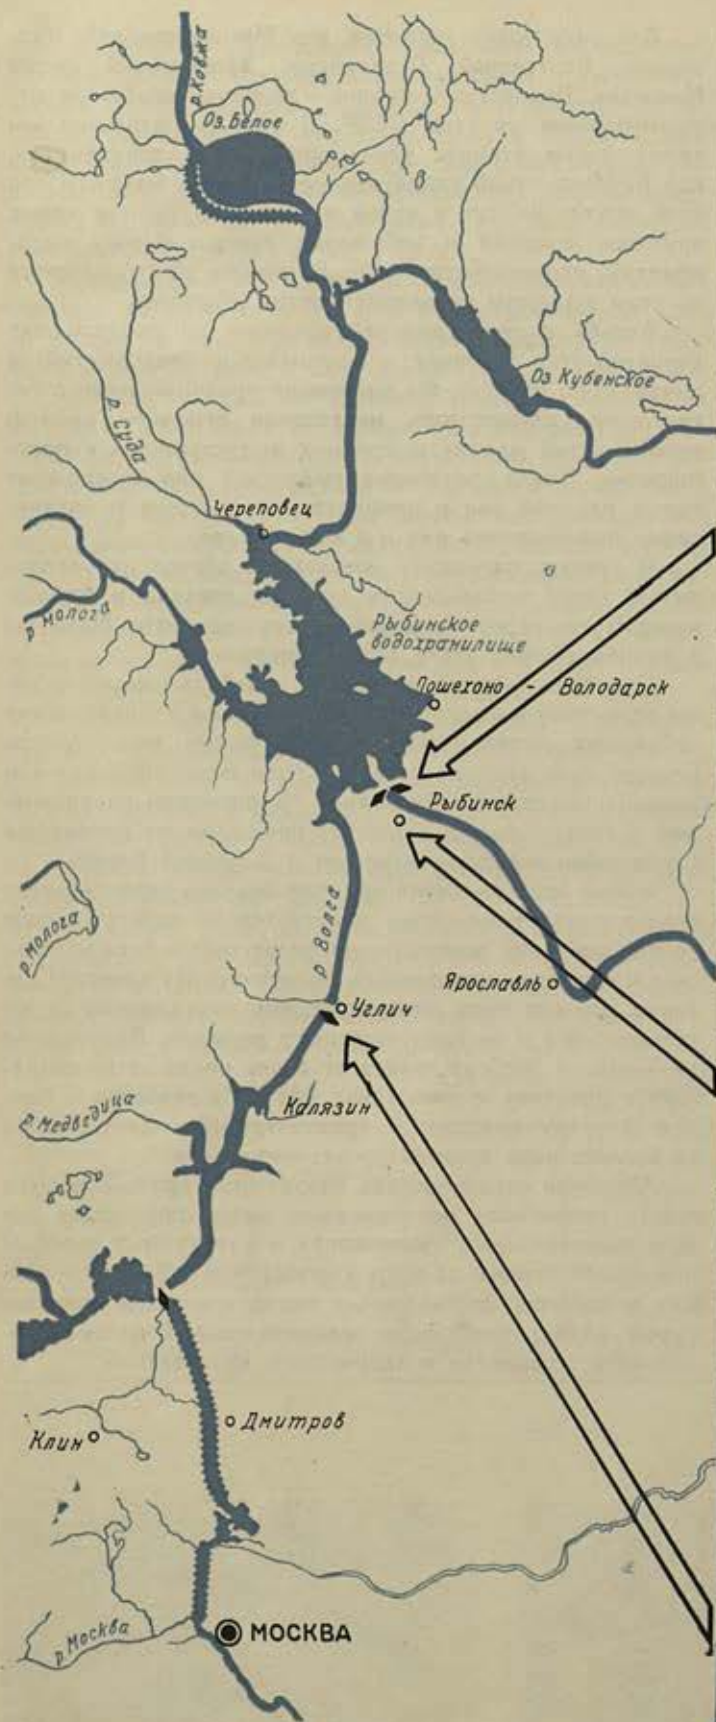 р. Ковжа
Оз. Белое
Оз. Кубенское
р. Суда
Череповец
р. Молога
Рыбинское
водохранилище
Пошехоно - Володарск
Рыбинск
р. Молога
р. Волга
Ярославль
Углич
Калязин
р. Медведица
Дмитров
Клин
р. Москва
МОСКВА